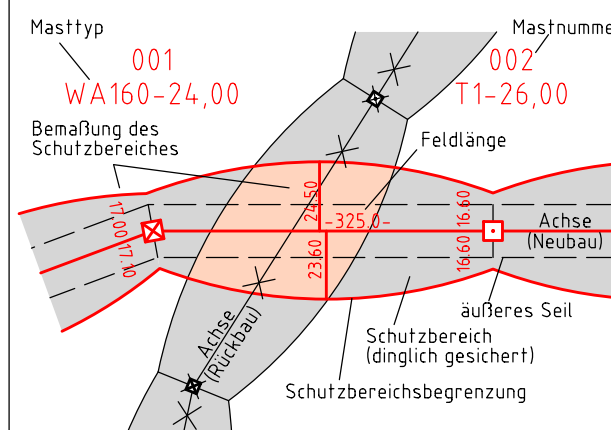 Masttyp
Mastnumme
001
002
WA160-24,00
T1-26,00
Bemaßung des
Schutzbereiches
Feldlänge
17.00
17.10
24.50
-325.0-
23.60
16.60
16.60
Achse
(Neubau)
äußeres Seil
Achse
(Rückbau)
Schutzbereich
(dinglich gesichert)
Schutzbereichsbegrenzung